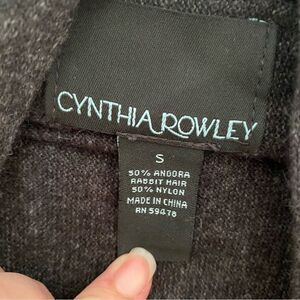 CYNTHIA ROWLEY
S
50% ANGORA
RABBIT HAIR
50% NYLON
MADE IN CHINA
RN 59478